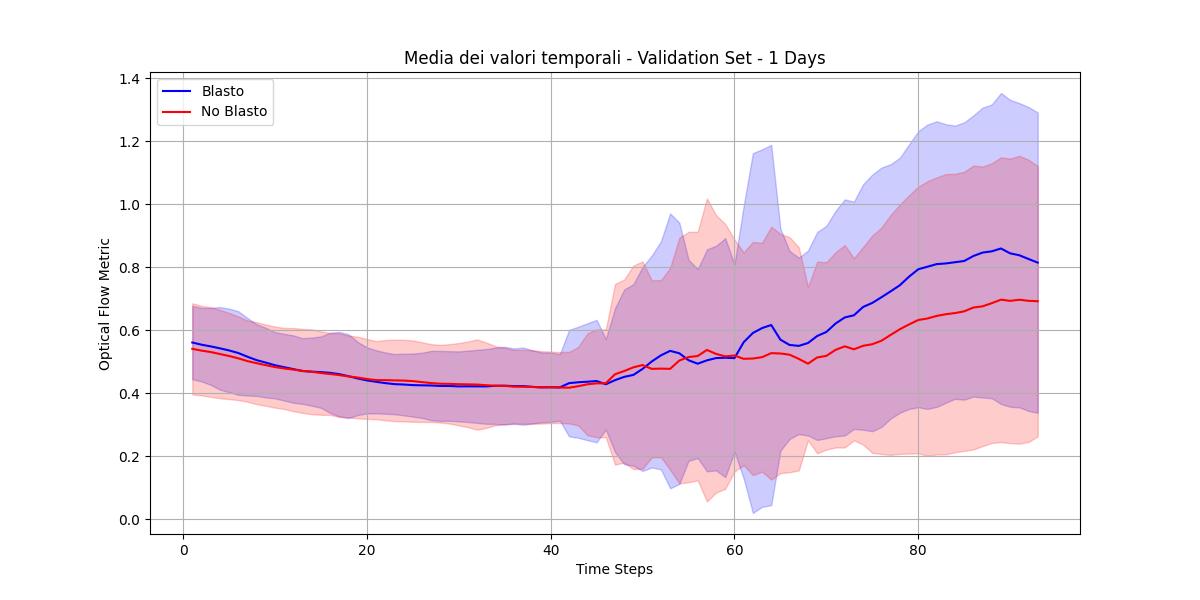 Media dei valori temporali - Validation Set - 1 Days
Blasto
No Blasto
Optical Flow Metric
1.4
1.2
1.0
0.8
0.6
0.4
0.2
0.0
0 20 40 60 80
Time Steps